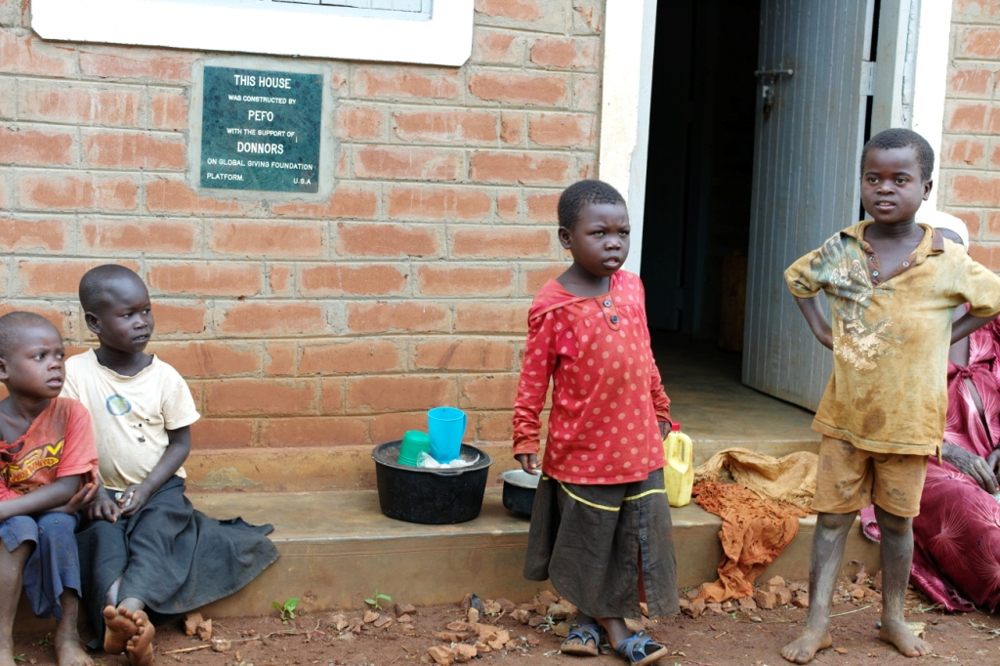 THIS HOUSE
WAS CONSTRUCTED BY
PEFO
WITH THE SUPPORT OF
DONNORS
ON GLOBAL GIVING FOUNDATION
PLATFORM. U.S.A